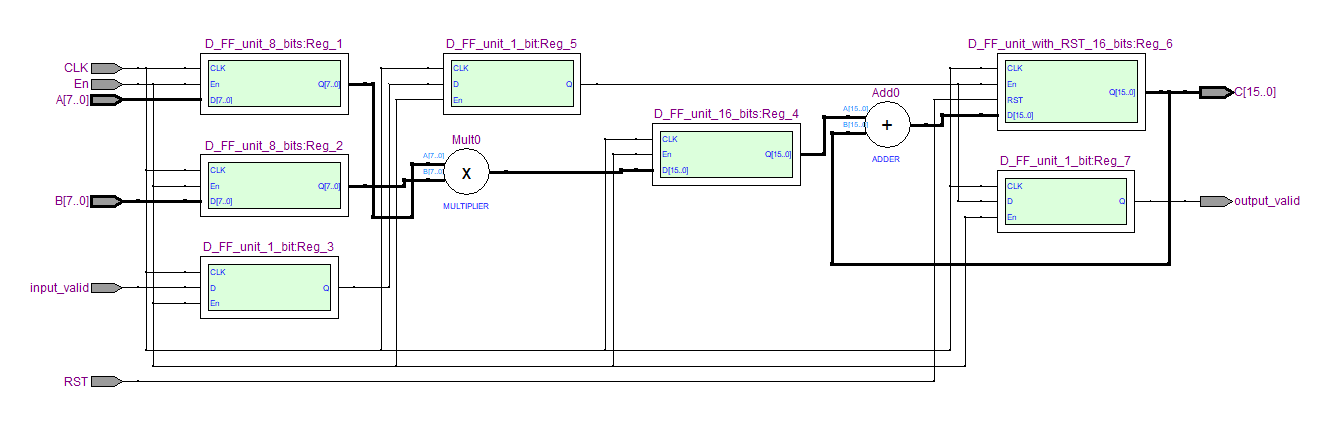 D_FF_unit_8_bits:Reg_1
CLK
En
D[7..0]
Q[7..0]
D_FF_unit_1_bit:Reg_5
CLK
D
En
Q
D_FF_unit_with_RST_16_bits:Reg_6
CLK
En
RST
D[15..0]
Q[15..0]
CLK
En
A[7..0]
C[15..0]
Add0
A[15..0]
B[15..0]
+
ADDER
D_FF_unit_16_bits:Reg_4
CLK
En
D[15..0]
Q[15..0]
D_FF_unit_8_bits:Reg_2
CLK
En
D[7..0]
Q[7..0]
Mult0
A[7..0]
B[7..0]
X
MULTIPLIER
D_FF_unit_1_bit:Reg_7
CLK
D
En
Q
B[7..0]
output_valid
D_FF_unit_1_bit:Reg_3
CLK
D
En
Q
input_valid
RST